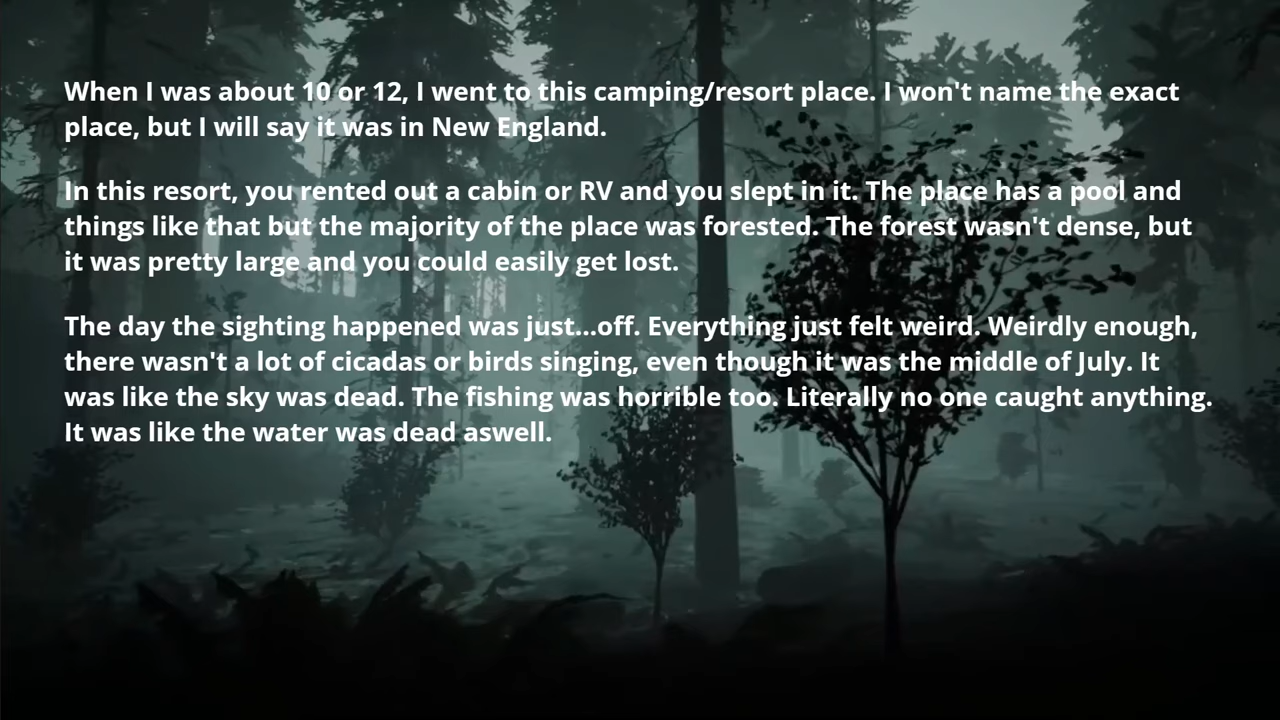 When I was about 10 or 12, I went to this camping/resort place. I won't name the exact
place, but I will say it was in New England.
In this resort, you rented out a cabin or RV and you slept in it. The place has a pool and
things like that but the majority of the place was forested. The forest wasn't dense, but
it was pretty large and you could easily get lost.
The day the sighting happened was just...off. Everything just felt weird. Weirdly enough,
there wasn't a lot of cicadas or birds singing, even though it was the middle of July. It
was like the sky was dead. The fishing was horrible too. Literally no one caught anything.
It was like the water was dead aswell.